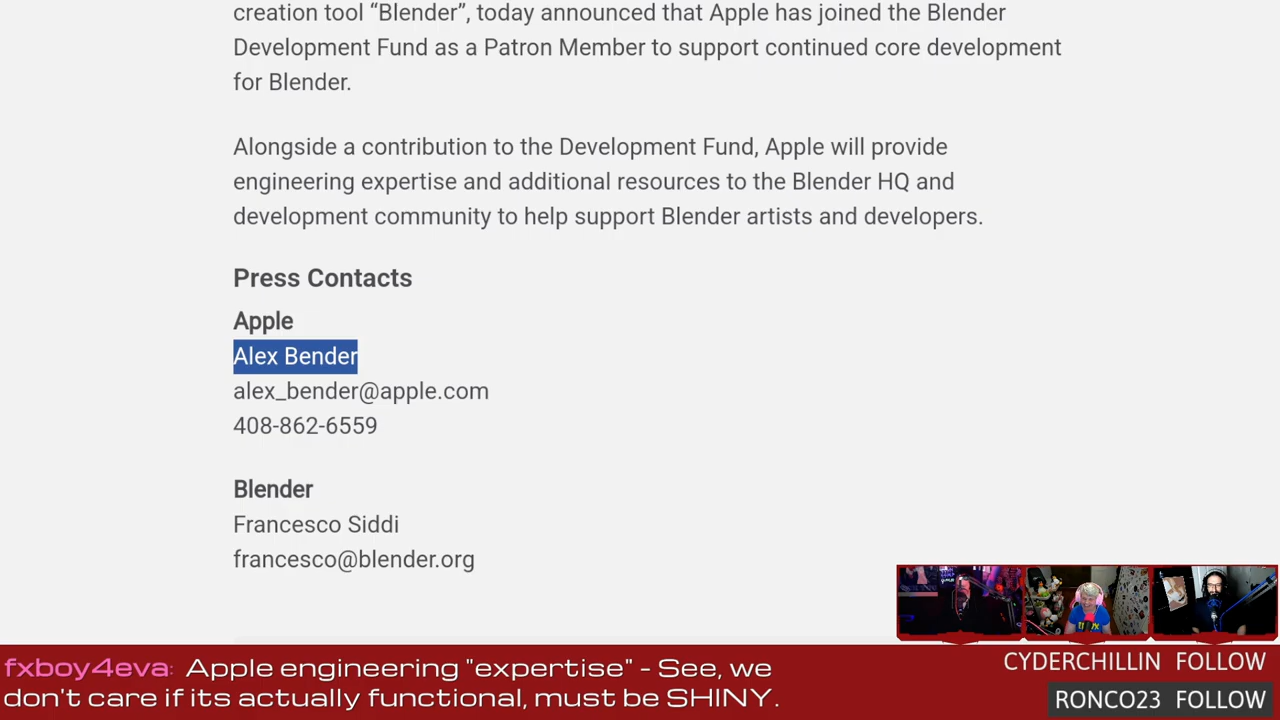 creation tool “Blender”, today announced that Apple has joined the Blender
Development Fund as a Patron Member to support continued core development
for Blender.
Alongside a contribution to the Development Fund, Apple will provide
engineering expertise and additional resources to the Blender HQ and
development community to help support Blender artists and developers.
Press Contacts
Apple
Alex Bender
alex_bender@apple.com
408-862-6559
Blender
Francesco Siddi
francesco@blender.org
fxboy4eva: Apple engineering "expertise" - See, we
don't care if its actually functional, must be SHINY.
CYDERCHILLIN FOLLOW
RONCO23 FOLLOW